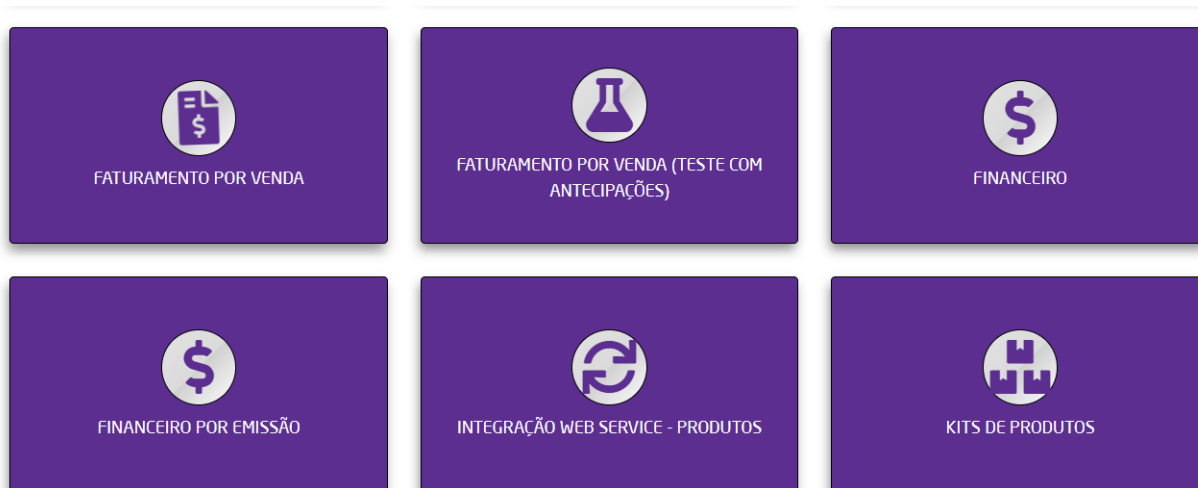 FATURAMENTO POR VENDA
FATURAMENTO POR VENDA (TESTE COM
ANTECIPAÇÕES)
FINANCEIRO
FINANCEIRO POR EMISSÃO
INTEGRAÇÃO WEB SERVICE - PRODUTOS
KITS DE PRODUTOS